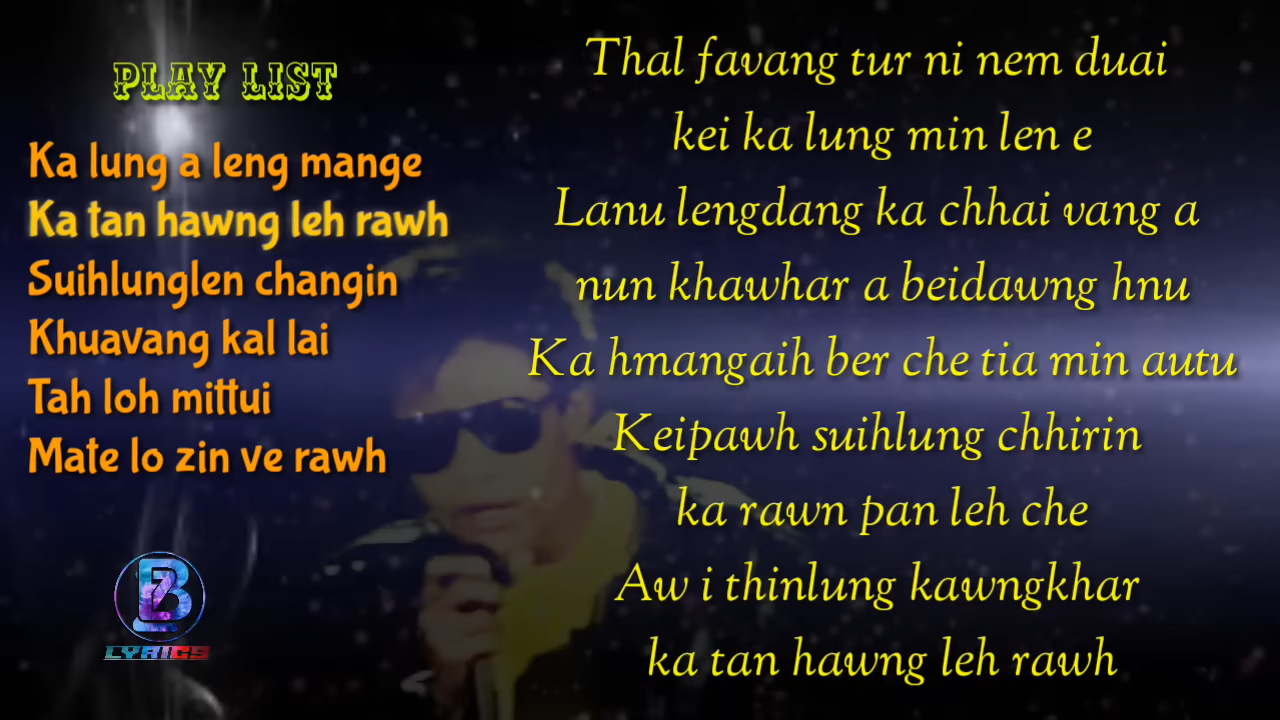 PLAY LIST
Ka lung a leng mange
Ka tan hawng leh rawh
Suihlunglen changin
Khuavang kal lai
Tah loh mittui
Mate lo zin ve rawh
LYRICS
Thal favang tur ni nem duai
kei ka lung min len e
Lanu lengdang ka chhai vang a
nun khawhar a beidawng hnu
Ka hmangaih ber che tia min autu
Keipawh suihlung chhirin
ka rawn pan leh che
Aw i thinlung kawngkhar
ka tan hawng leh rawh